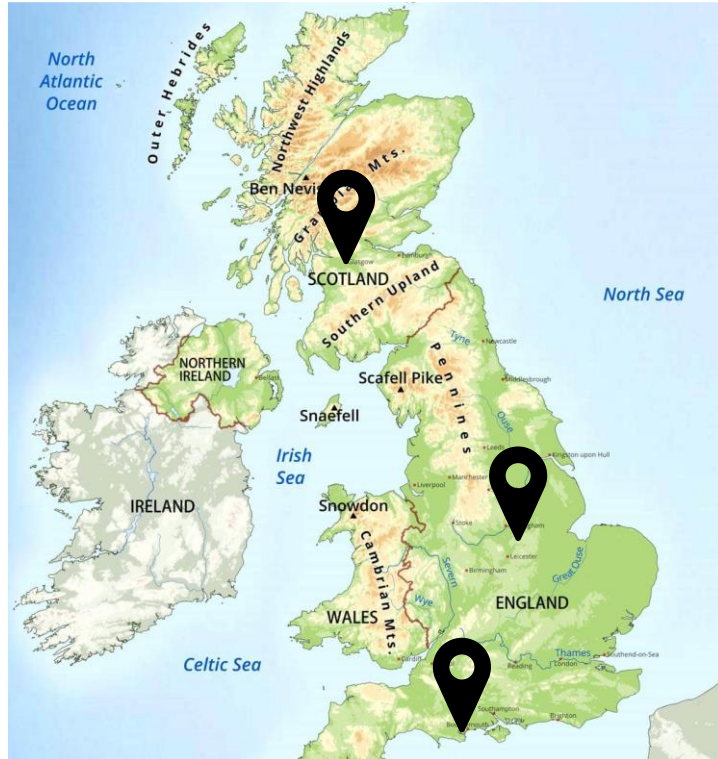 North
Atlantic
Ocean
Outer Hebrides
Northwest Highlands
Ben Nevis
Mts.
Glasgow
Edinburgh
SCOTLAND
Southern Upland
North Sea
Tyne
Newcastle
NORTHERN
IRELAND
Belfast
Pennines
Scafell Pike
Middlesbrough
Snaefell
Ouse
Irish
Sea
Leeds
Kingston upon Hull
Manchester
Liverpool
IRELAND
Snowdon
Stoke
Leicester
Birmingham
Great Ouse
Cambrian Mts.
Severn
Wye
WALES
ENGLAND
Celtic Sea
Cardiff
Thames
Reading
London
Southend-on-Sea
Southampton
Brighton